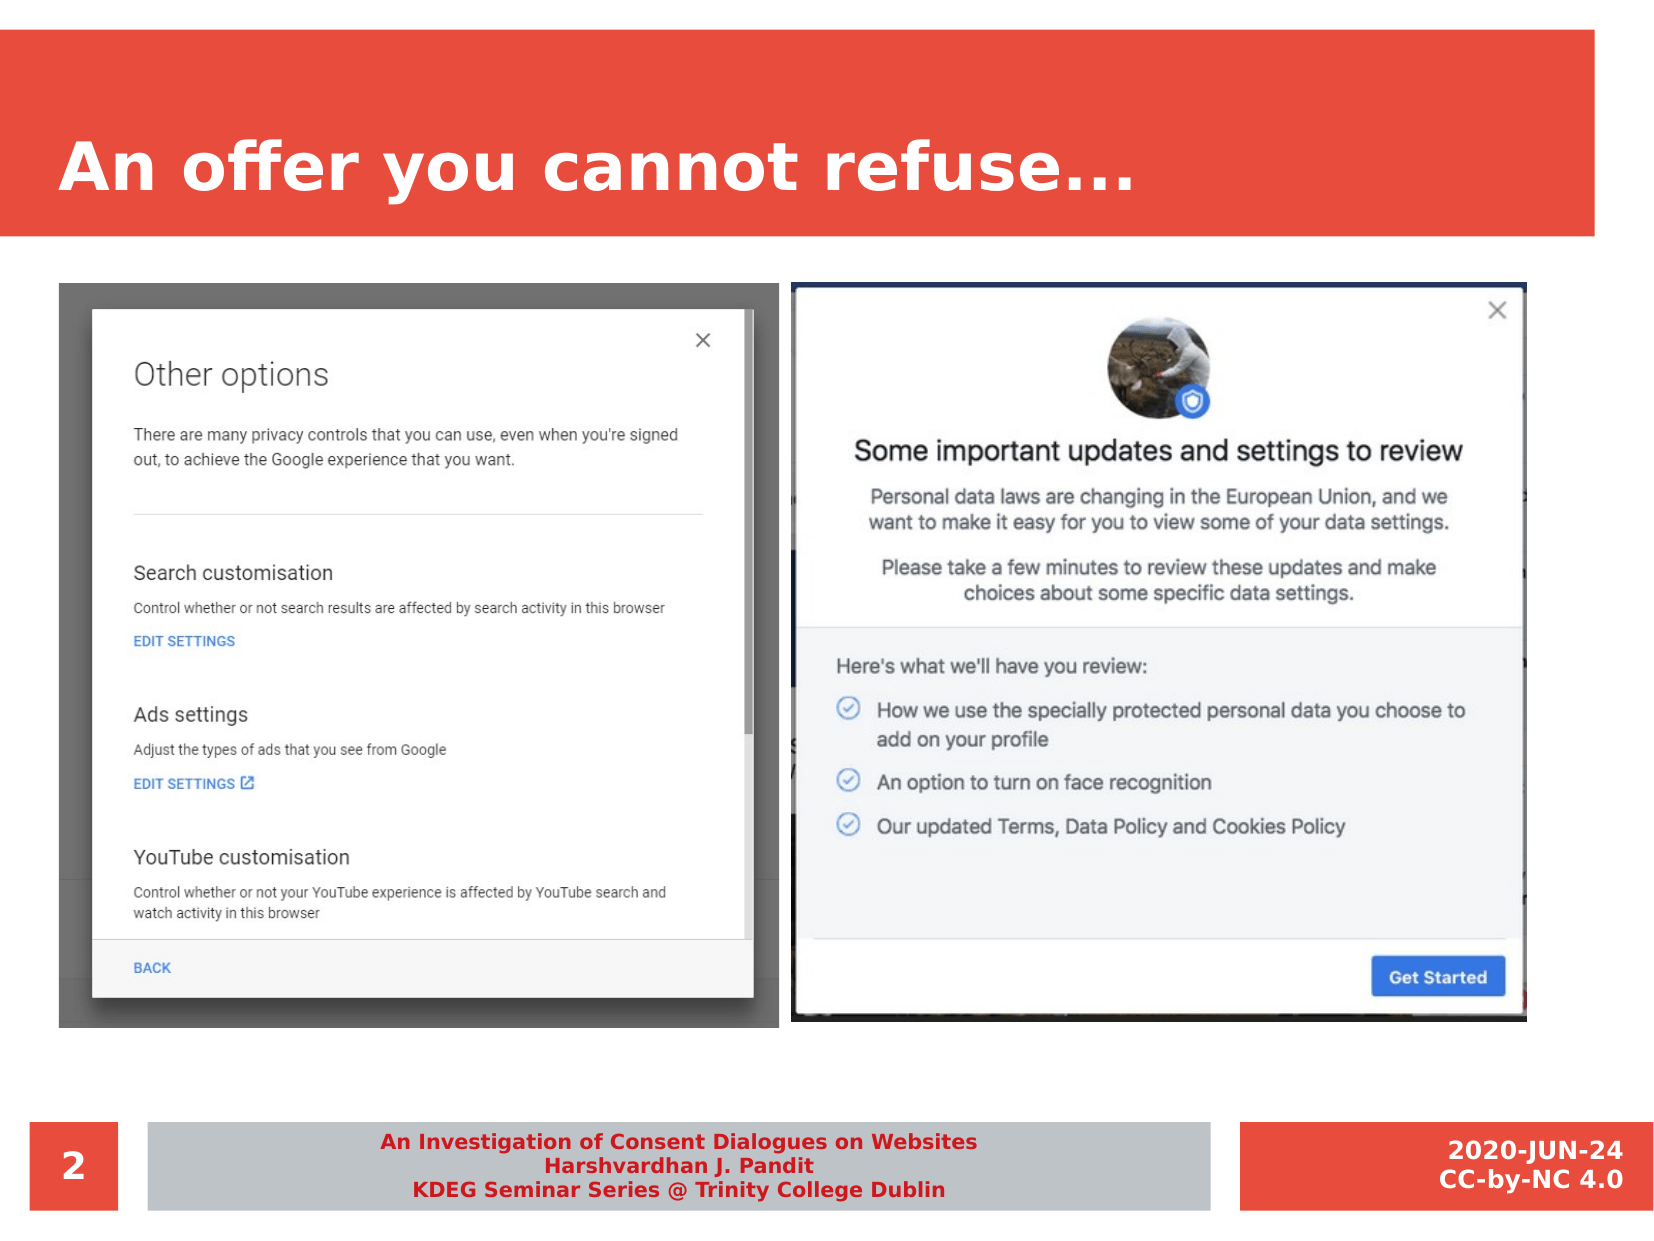 An offer you cannot refuse...
Other options
There are many privacy controls that you can use, even when you're signed
out, to achieve the Google experience that you want.
Search customisation
Control whether or not search results are affected by search activity in this browser
EDIT SETTINGS
Ads settings
Adjust the types of ads that you see from Google
EDIT SETTINGS
YouTube customisation
Control whether or not your YouTube experience is affected by YouTube search and
watch activity in this browser
BACK
Some important updates and settings to review
Personal data laws are changing in the European Union, and we
want to make it easy for you to view some of your data settings.
Please take a few minutes to review these updates and make
choices about some specific data settings.
Here's what we'll have you review:
How we use the specially protected personal data you choose to
add on your profile
An option to turn on face recognition
Our updated Terms, Data Policy and Cookies Policy
Get Started
2
An Investigation of Consent Dialogues on Websites
Harshvardhan J. Pandit
KDEG Seminar Series @ Trinity College Dublin
2020-JUN-24
CC-by-NC 4.0